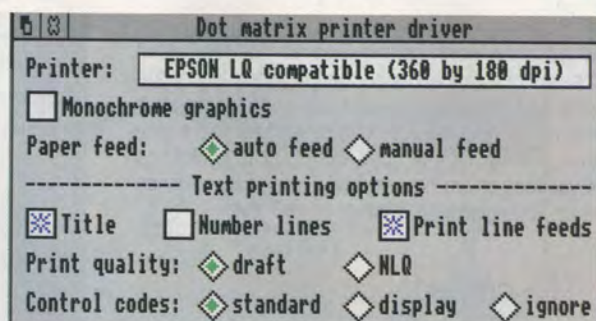 Dot matrix printer driver
Printer: EPSON LQ compatible (360 by 180 dpi)
Monochrome graphics
Paper feed: auto feed manual feed
-------------- Text printing options --------------
Title Number lines Print line feeds
Print quality: draft NLQ
Control codes: standard display ignore